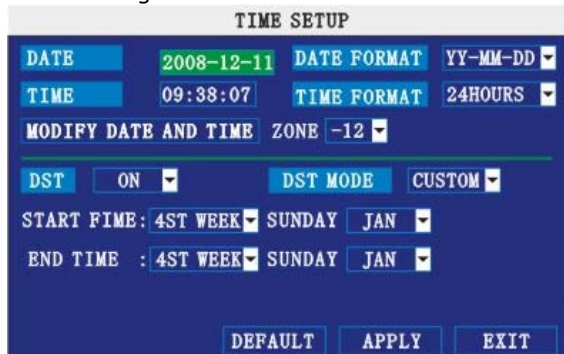 TIME SETUP
DATE 2008-12-11 DATE FORMAT YY-MM-DD
TIME 09:38:07 TIME FORMAT 24HOURS
MODIFY DATE AND TIME ZONE -12
DST ON DST MODE CUSTOM
START FIME: 4ST WEEK SUNDAY JAN
END TIME : 4ST WEEK SUNDAY JAN
DEFAULT APPLY EXIT